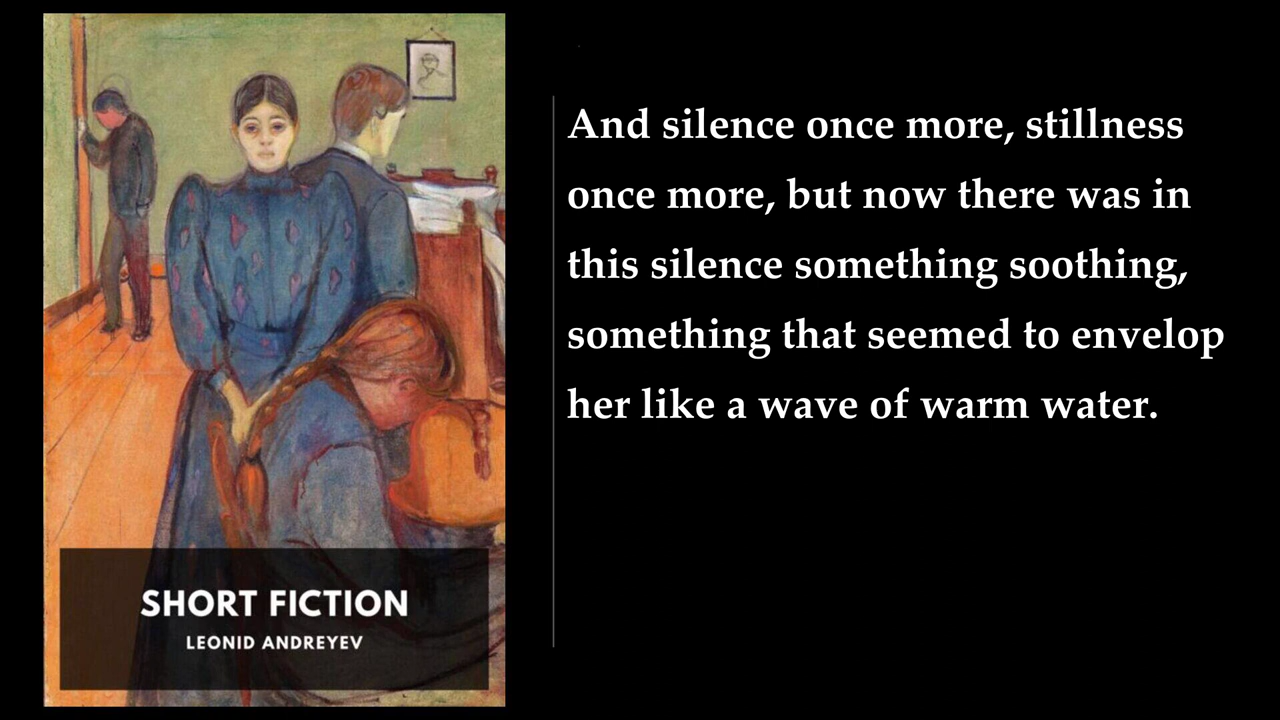 And silence once more, stillness
once more, but now there was in
this silence something soothing,
something that seemed to envelop
her like a wave of warm water.
SHORT FICTION
LEONID ANDREYEV